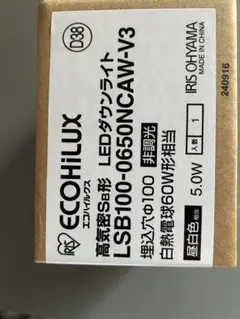 D38
IRIS
ECOHiLUX
エコハイルクス
高気密SB形 LEDダウンライト
LSB100-0650NCAW-V3
埋込穴Φ100 非調光
白熱電球60W形相当
昼白色 相当
5.0W
入数 1
IRIS OHYAMA
240916